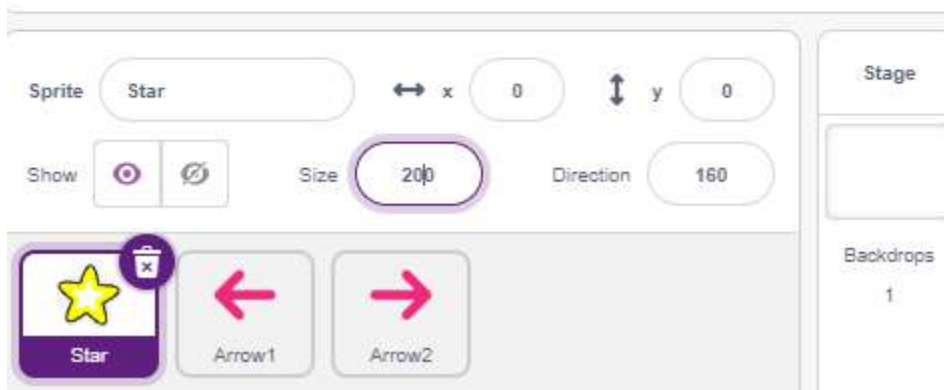 Sprite Star x 0 y 0
Stage
Show Size 200 Direction 160
Backdrops
1
Star Arrow1 Arrow2